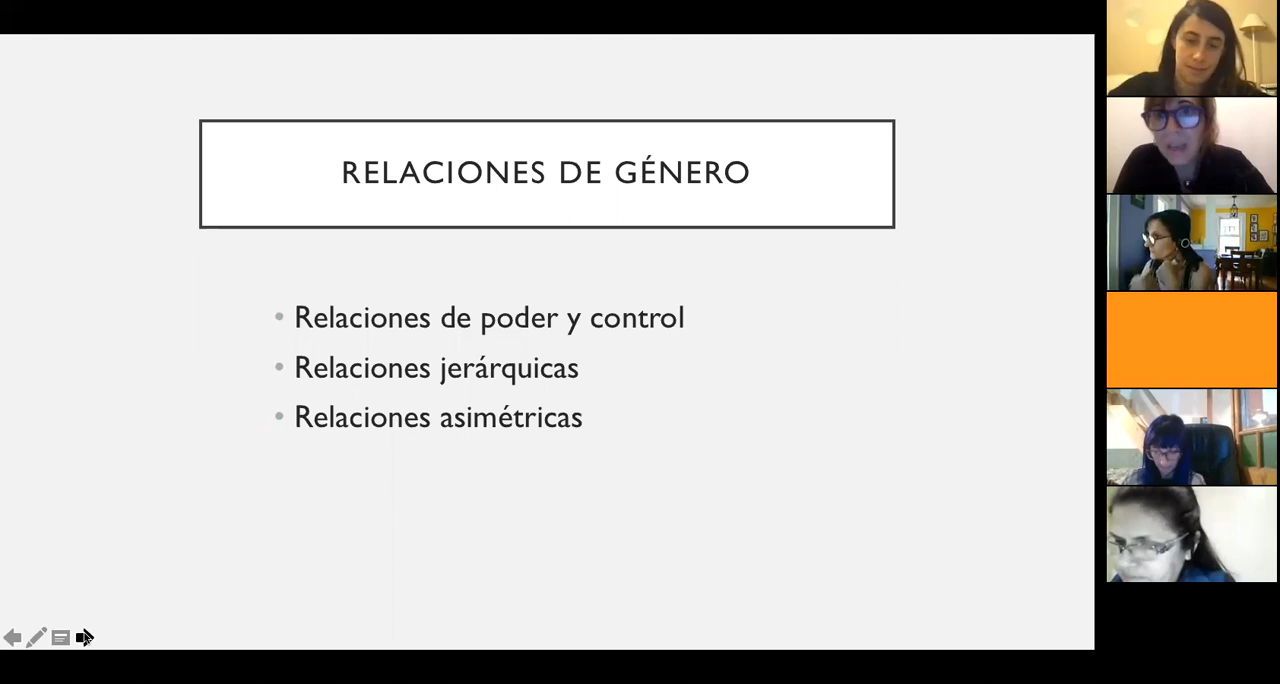 RELACIONES DE GÉNERO
• Relaciones de poder y control
• Relaciones jerárquicas
• Relaciones asimétricas